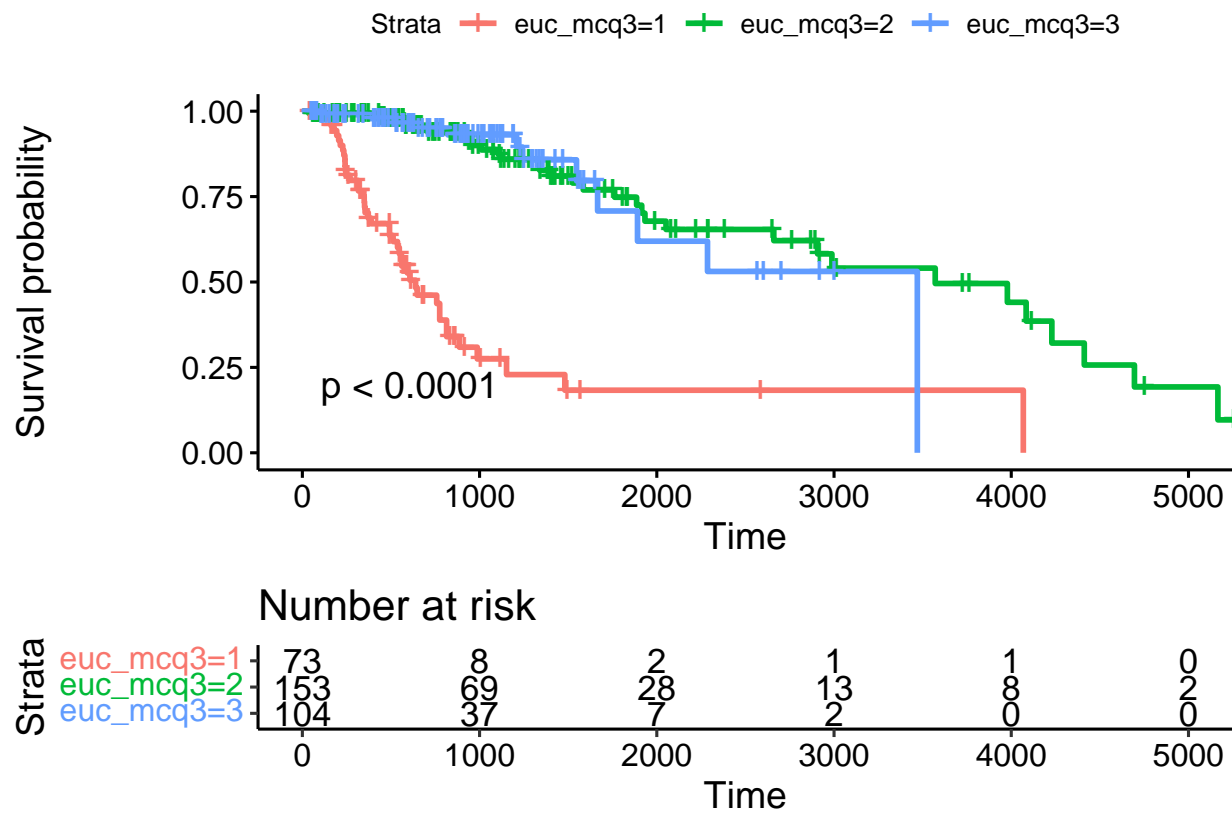 Strata euc_mcq3=1 euc_mcq3=2 euc_mcq3=3
Survival probability
1.00
0.75
0.50
0.25
0.00
p < 0.0001
0 1000 2000 3000 4000 5000
Time
Number at risk
Strata
euc_mcq3=1 73 8 2 1 1 0
euc_mcq3=2 153 69 28 13 8 2
euc_mcq3=3 104 37 7 2 0 0
0 1000 2000 3000 4000 5000
Time